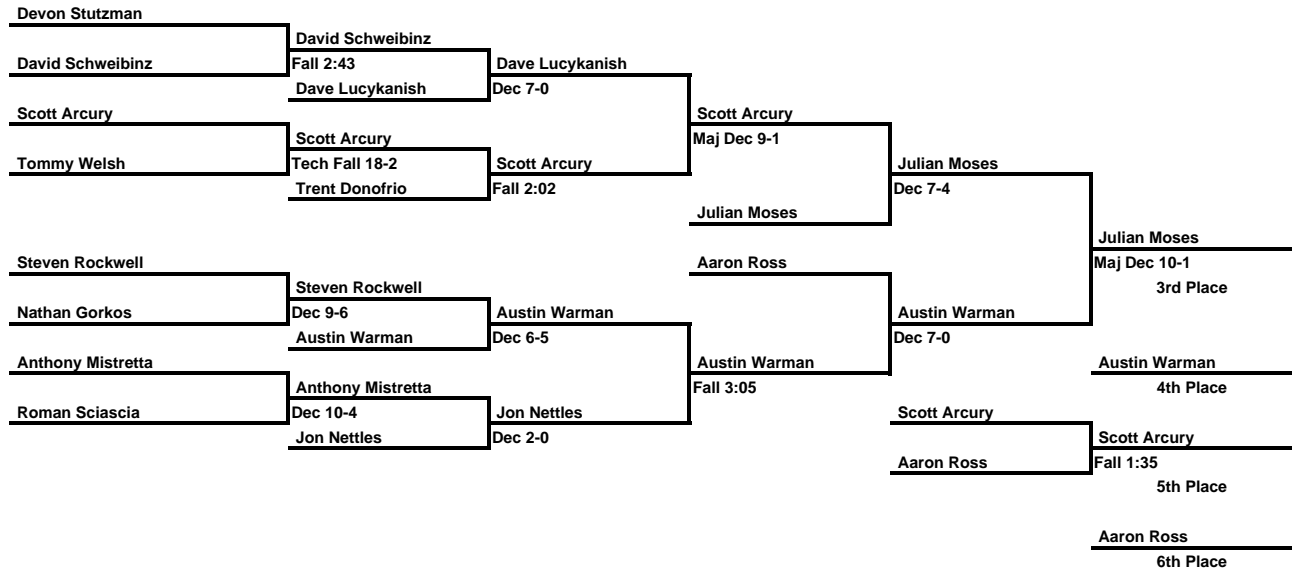 Devon Stutzman
David Schweibinz
David Schweibinz
Fall 2:43
Dave Lucykanish
Dave Lucykanish
Dec 7-0
Scott Arcury
Scott Arcury
Maj Dec 9-1
Scott Arcury
Tommy Welsh
Tech Fall 18-2
Scott Arcury
Julian Moses
Trent Donofrio
Fall 2:02
Dec 7-4
Julian Moses
Julian Moses
Steven Rockwell
Aaron Ross
Maj Dec 10-1
Steven Rockwell
3rd Place
Nathan Gorkos
Dec 9-6
Austin Warman
Austin Warman
Austin Warman
Dec 6-5
Dec 7-0
Anthony Mistretta
Austin Warman
Austin Warman
Anthony Mistretta
Fall 3:05
4th Place
Roman Sciascia
Dec 10-4
Jon Nettles
Scott Arcury
Jon Nettles
Dec 2-0
Scott Arcury
Aaron Ross
Fall 1:35
5th Place
Aaron Ross
6th Place